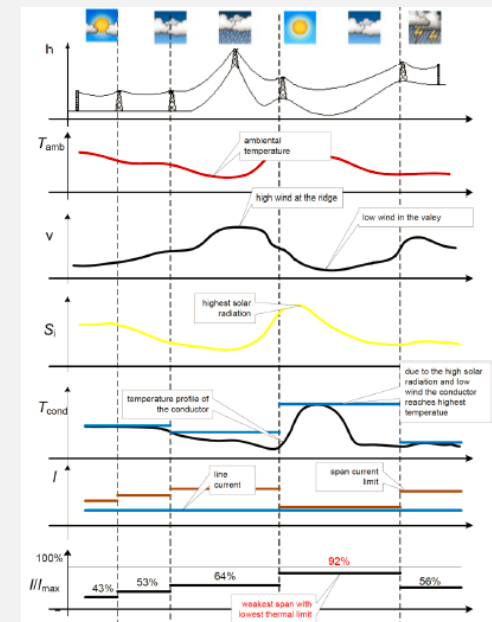 h
Tamb
ambiental
temperature
high wind at the ridge
v
low wind in the valey
highest solar
radiation
Si
due to the high solar
radiation and low
wind the conductor
reaches highest
temperatue
temperature profile of
the conductor
Tcond
line
current
span current
limit
I
100%
92%
64%
53%
43%
56%
I/Imax
weakest span with
lowest thermal limit